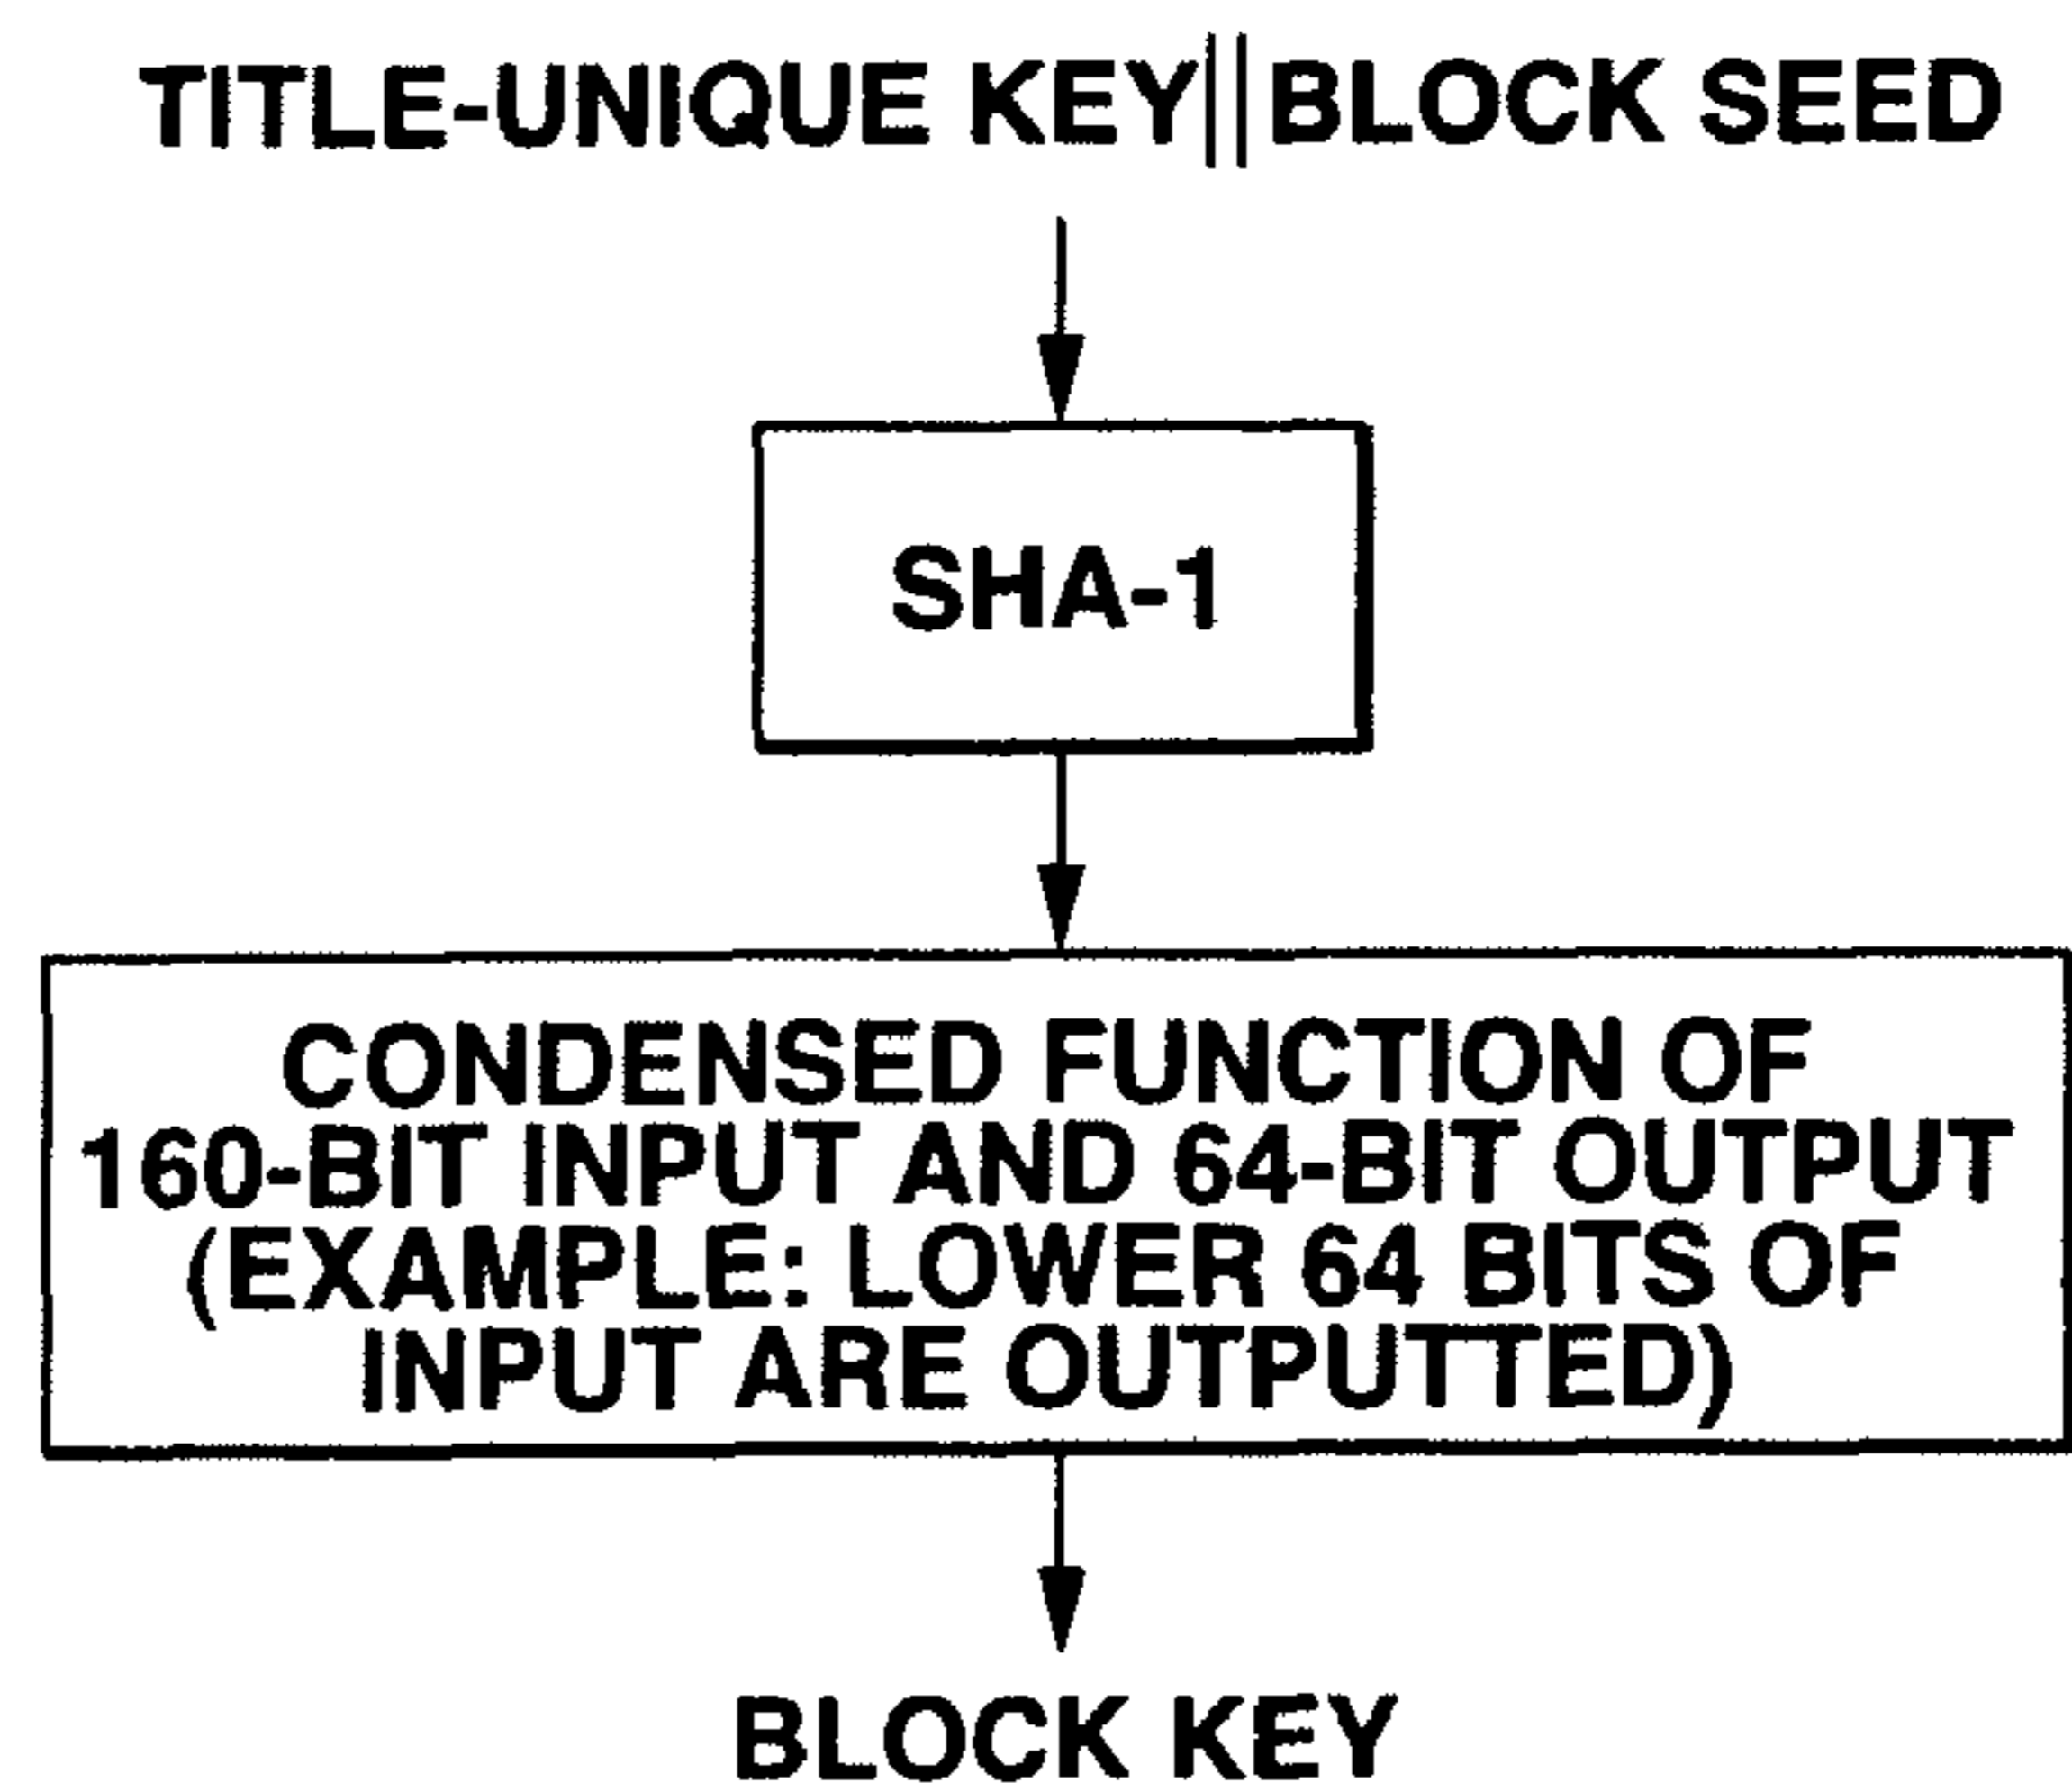 TITLE-UNIQUE KEY||BLOCK SEED
SHA-1
CONDENSED FUNCTION OF
160-BIT INPUT AND 64-BIT OUTPUT
(EXAMPLE: LOWER 64 BITS OF
INPUT ARE OUTPUTTED)
BLOCK KEY